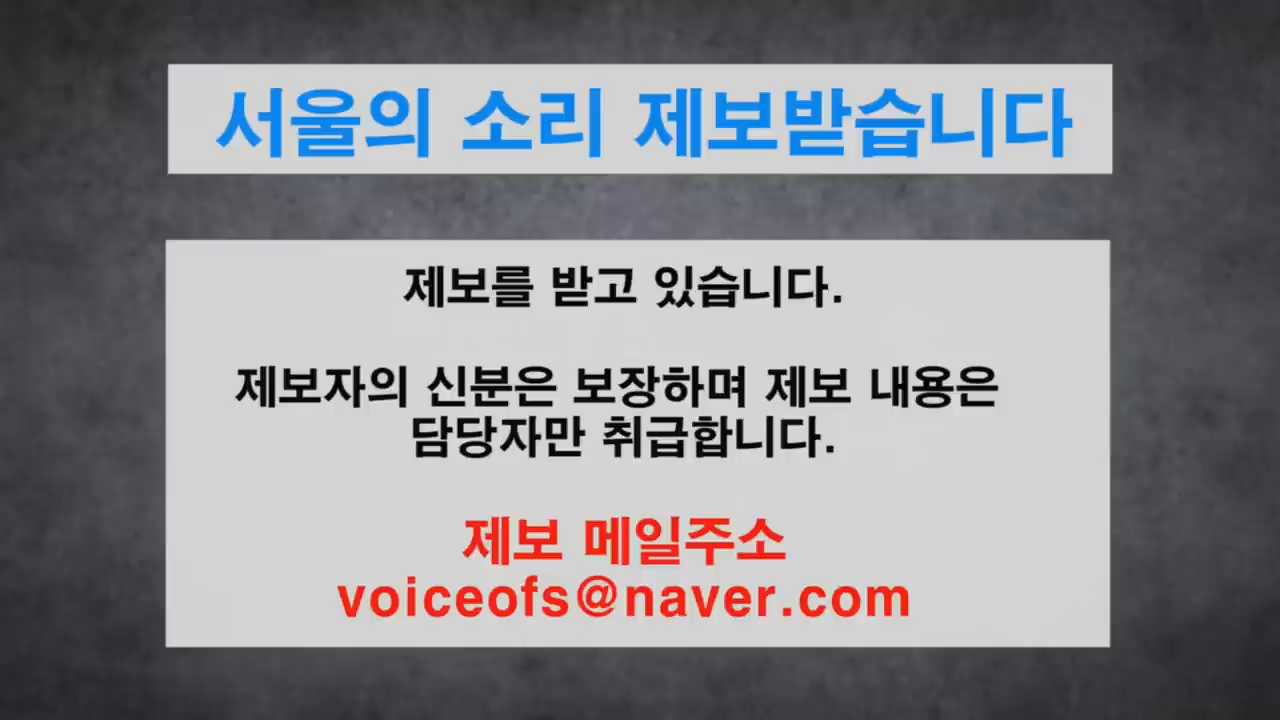 서울의 소리 제보받습니다
제보를 받고 있습니다.
제보자의 신분은 보장하며 제보 내용은
담당자만 취급합니다.
제보 메일주소
voiceofs@naver.com